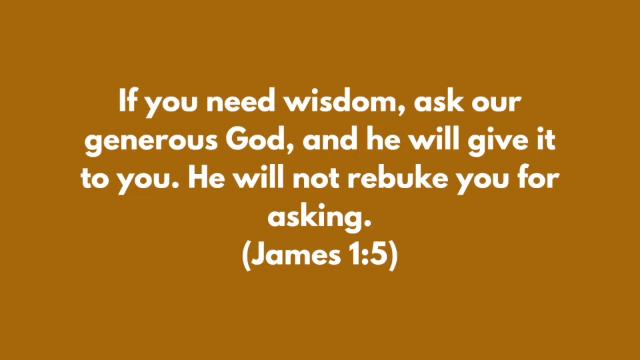 If you need wisdom, ask our
generous God, and he will give it
to you. He will not rebuke you for
asking.
(James 1:5)